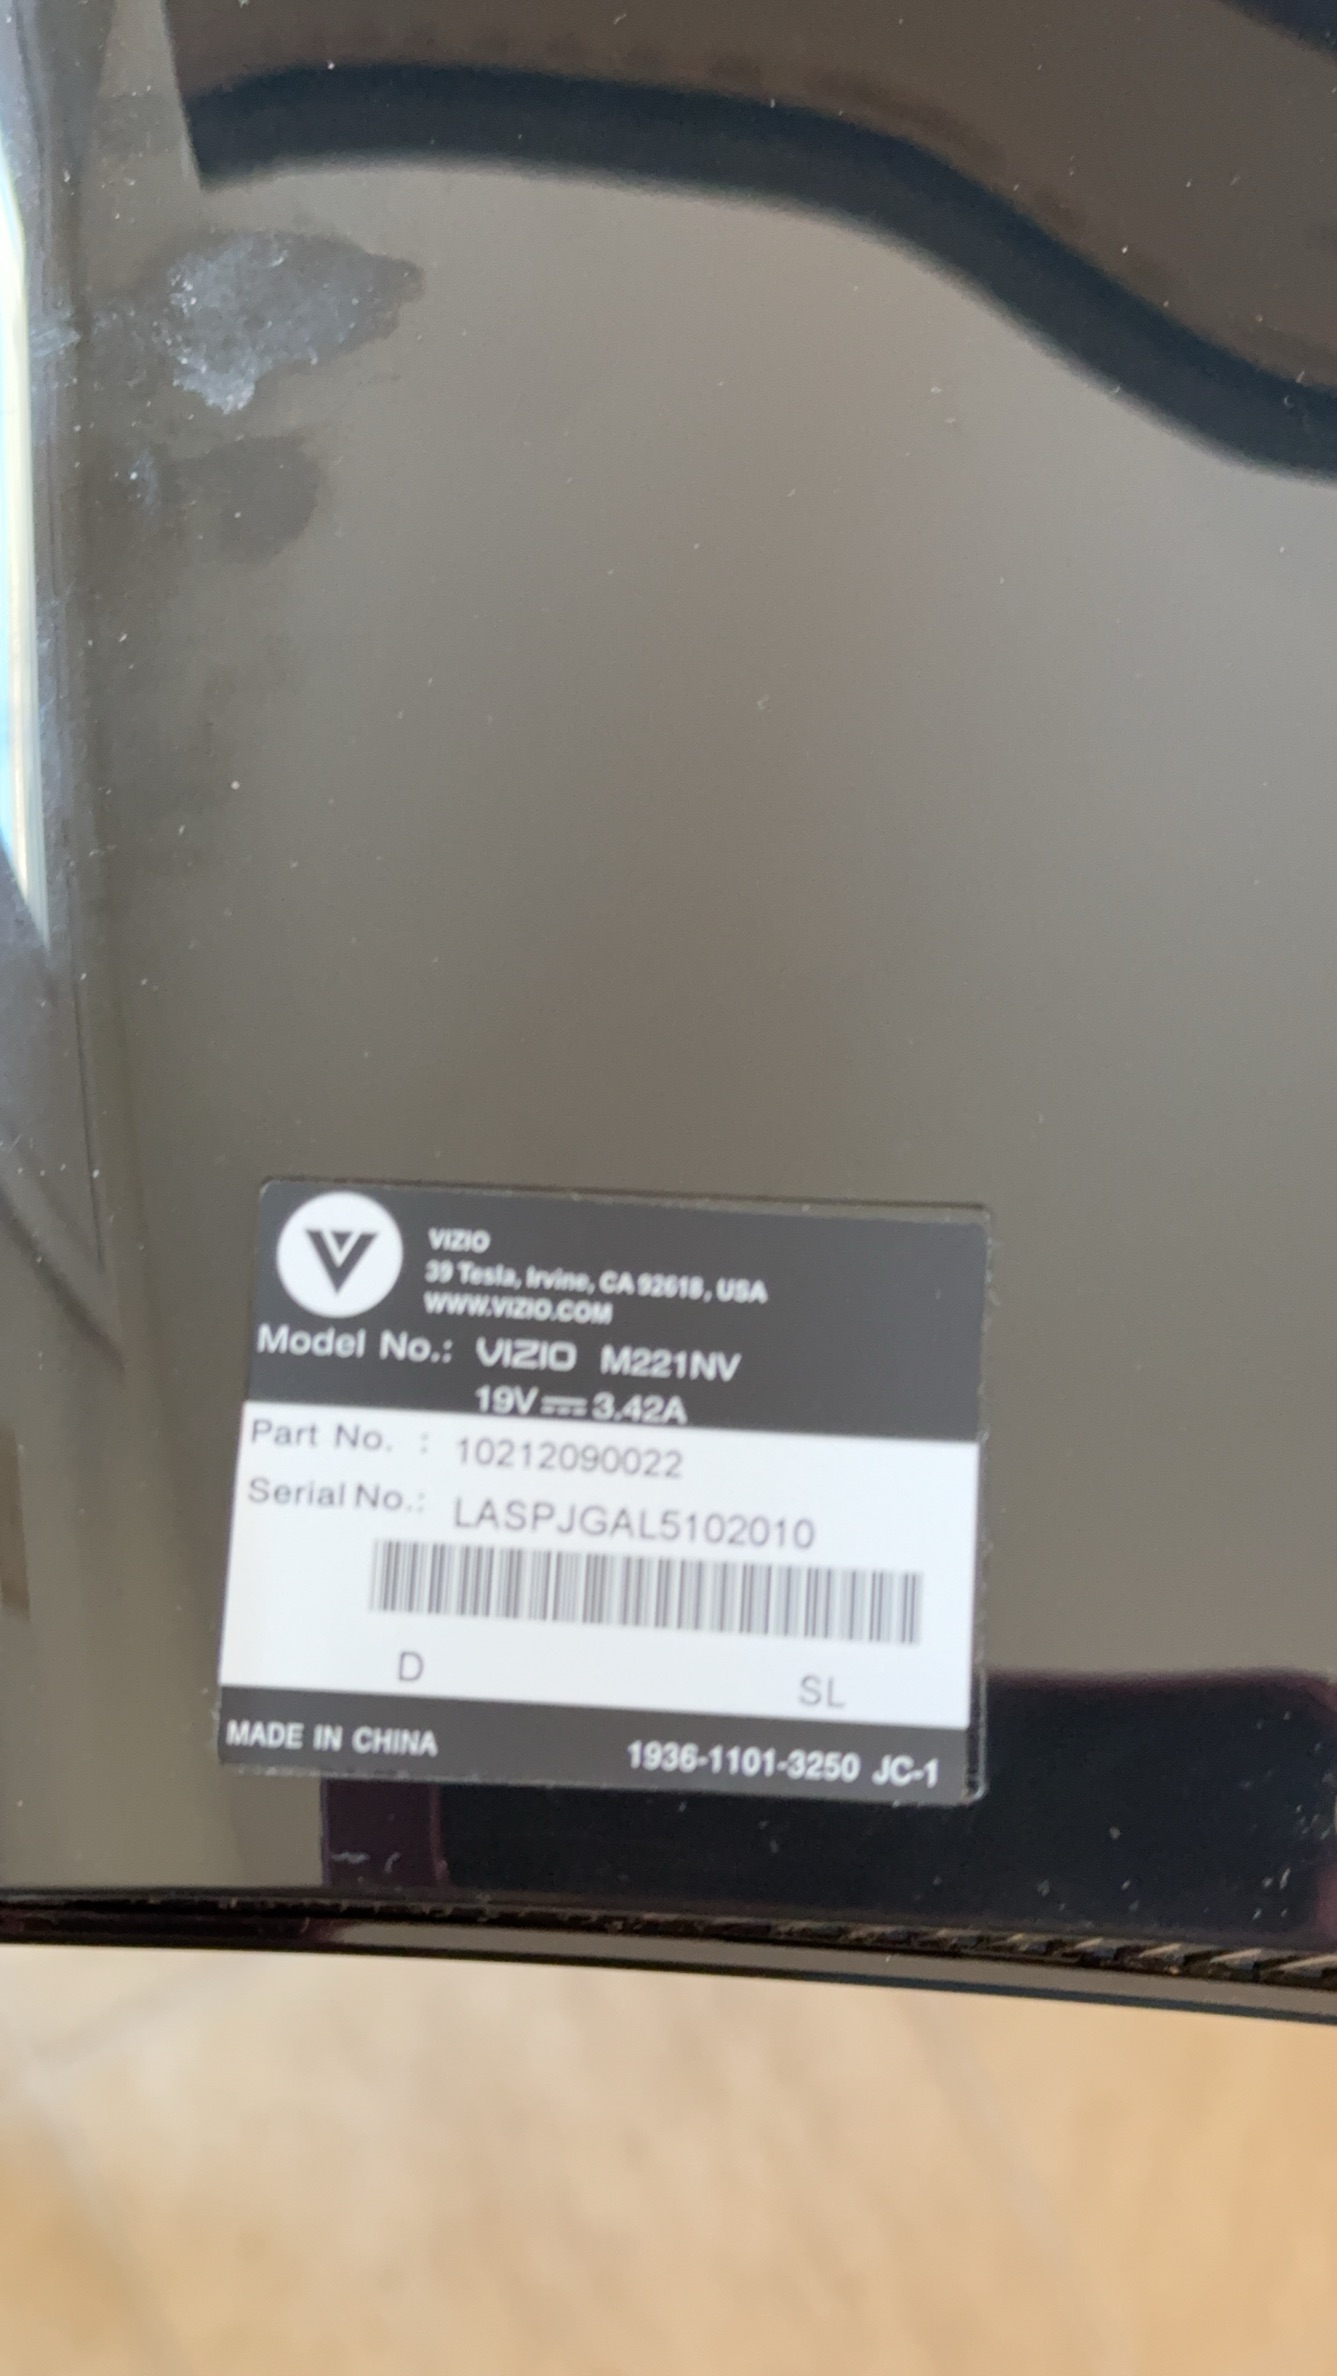 VIZIO
39 Tesla, Irvine, CA 92618, USA
WWW.VIZIO.COM
Model No.: VIZIO M221NV
19V⎓3.42A
Part No. : 10212090022
Serial No.: LASPJGAL5102010
D SL
MADE IN CHINA 1936-1101-3250 JC-1